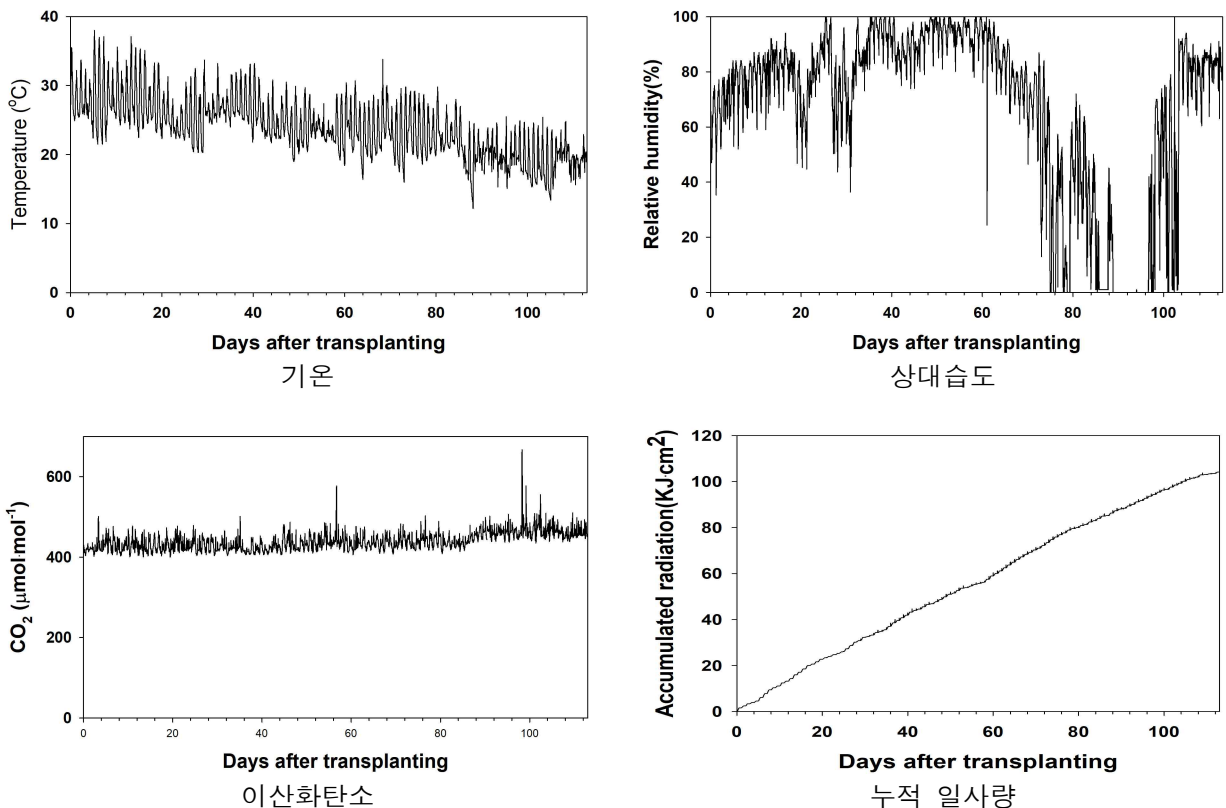 40
30
20
10
0
Temperature (°C)
0 20 40 60 80 100
Days after transplanting
기온
100
80
60
40
20
0
Relative humidity(%)
0 20 40 60 80 100
Days after transplanting
상대습도
600
400
200
0
CO2 (μmol·mol-1)
0 20 40 60 80 100
Days after transplanting
이산화탄소
120
100
80
60
40
20
0
Accumulated radiation(KJ·cm2)
0 20 40 60 80 100
Days after transplanting
누적 일사량